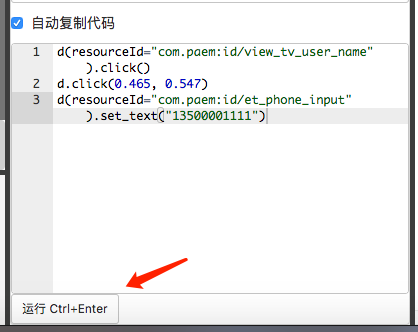 自动复制代码
1 d(resourceId="com.paem:id/view_tv_user_name"
).click()
2 d.click(0.465, 0.547)
3 d(resourceId="com.paem:id/et_phone_input"
).set_text("13500001111")
运行 Ctrl+Enter